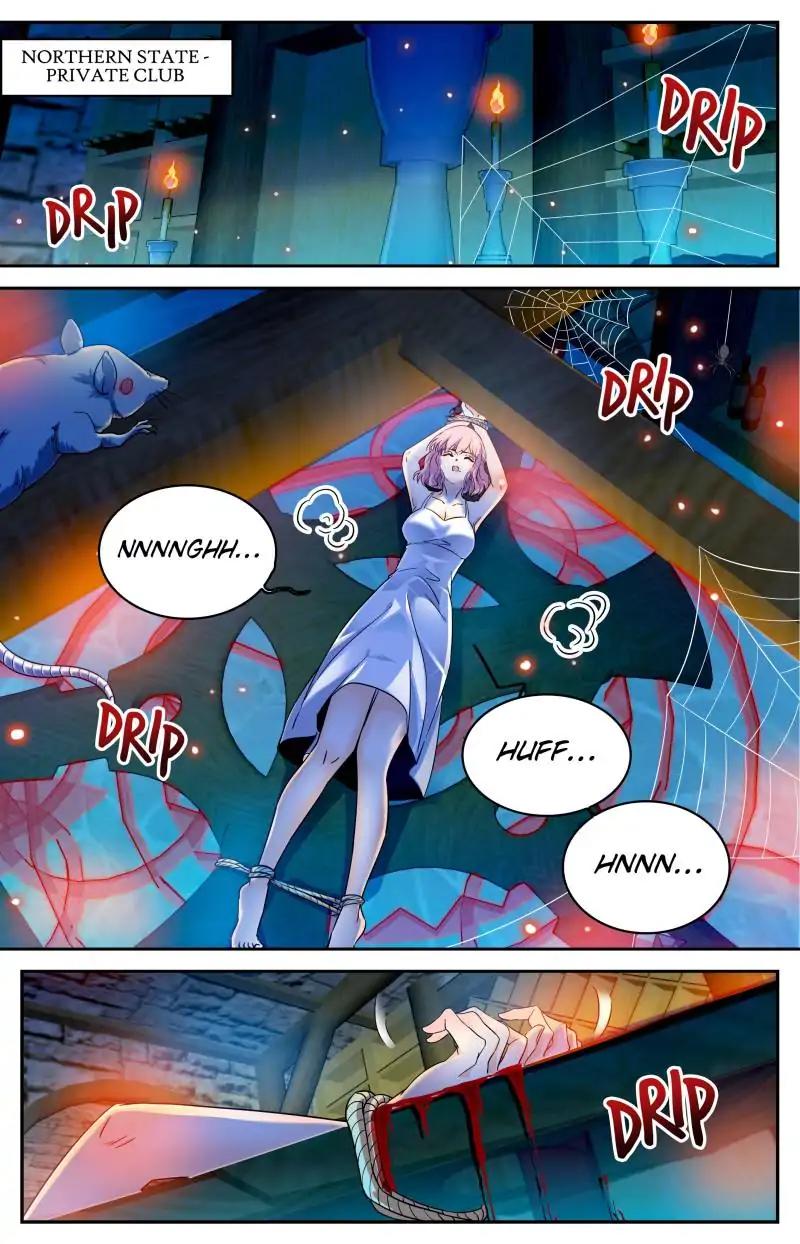 NORTHERN STATE -
PRIVATE CLUB
DRIP
DRIP
DRIP
NNNNGHH...
DRIP
HUFF...
HNNN...
DRIP